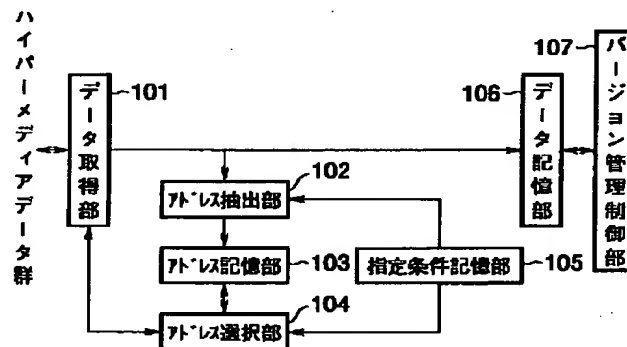 ハイパーメディアデータ群
データ取得部
101
アドレス抽出部
102
アドレス記憶部
103
アドレス選択部
104
指定条件記憶部
105
データ記憶部
106
バージョン管理制御部
107